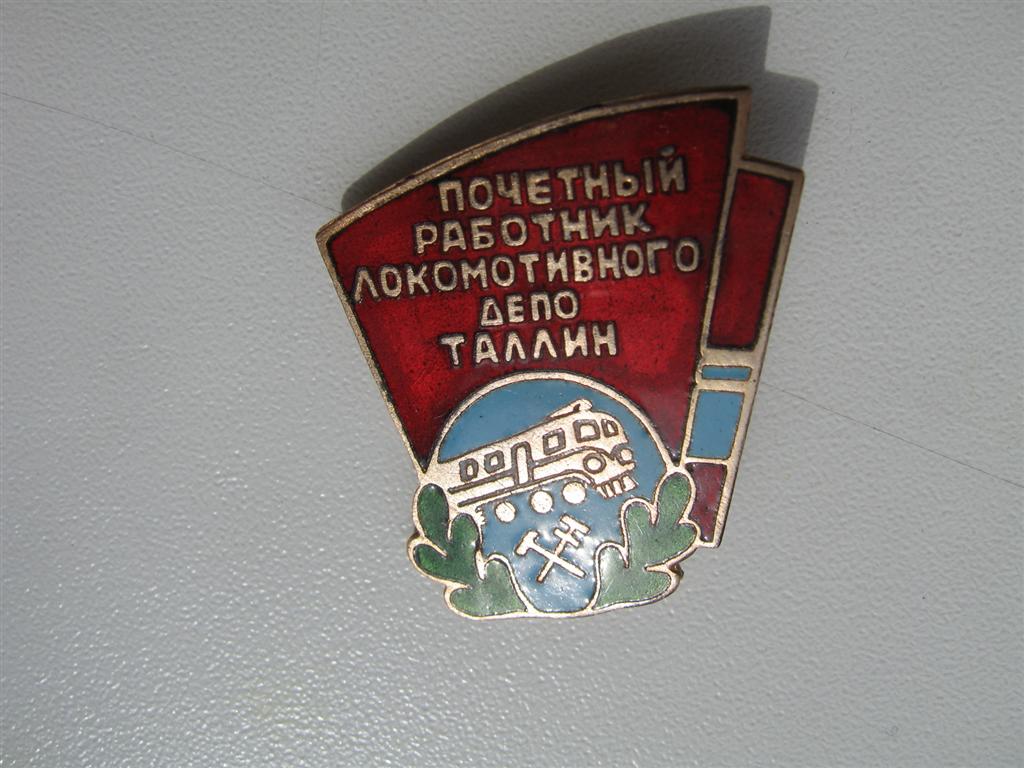 ПОЧЕТНЫЙ
РАБОТНИК
ЛОКОМОТИВНОГО
ДЕПО
ТАЛЛИН